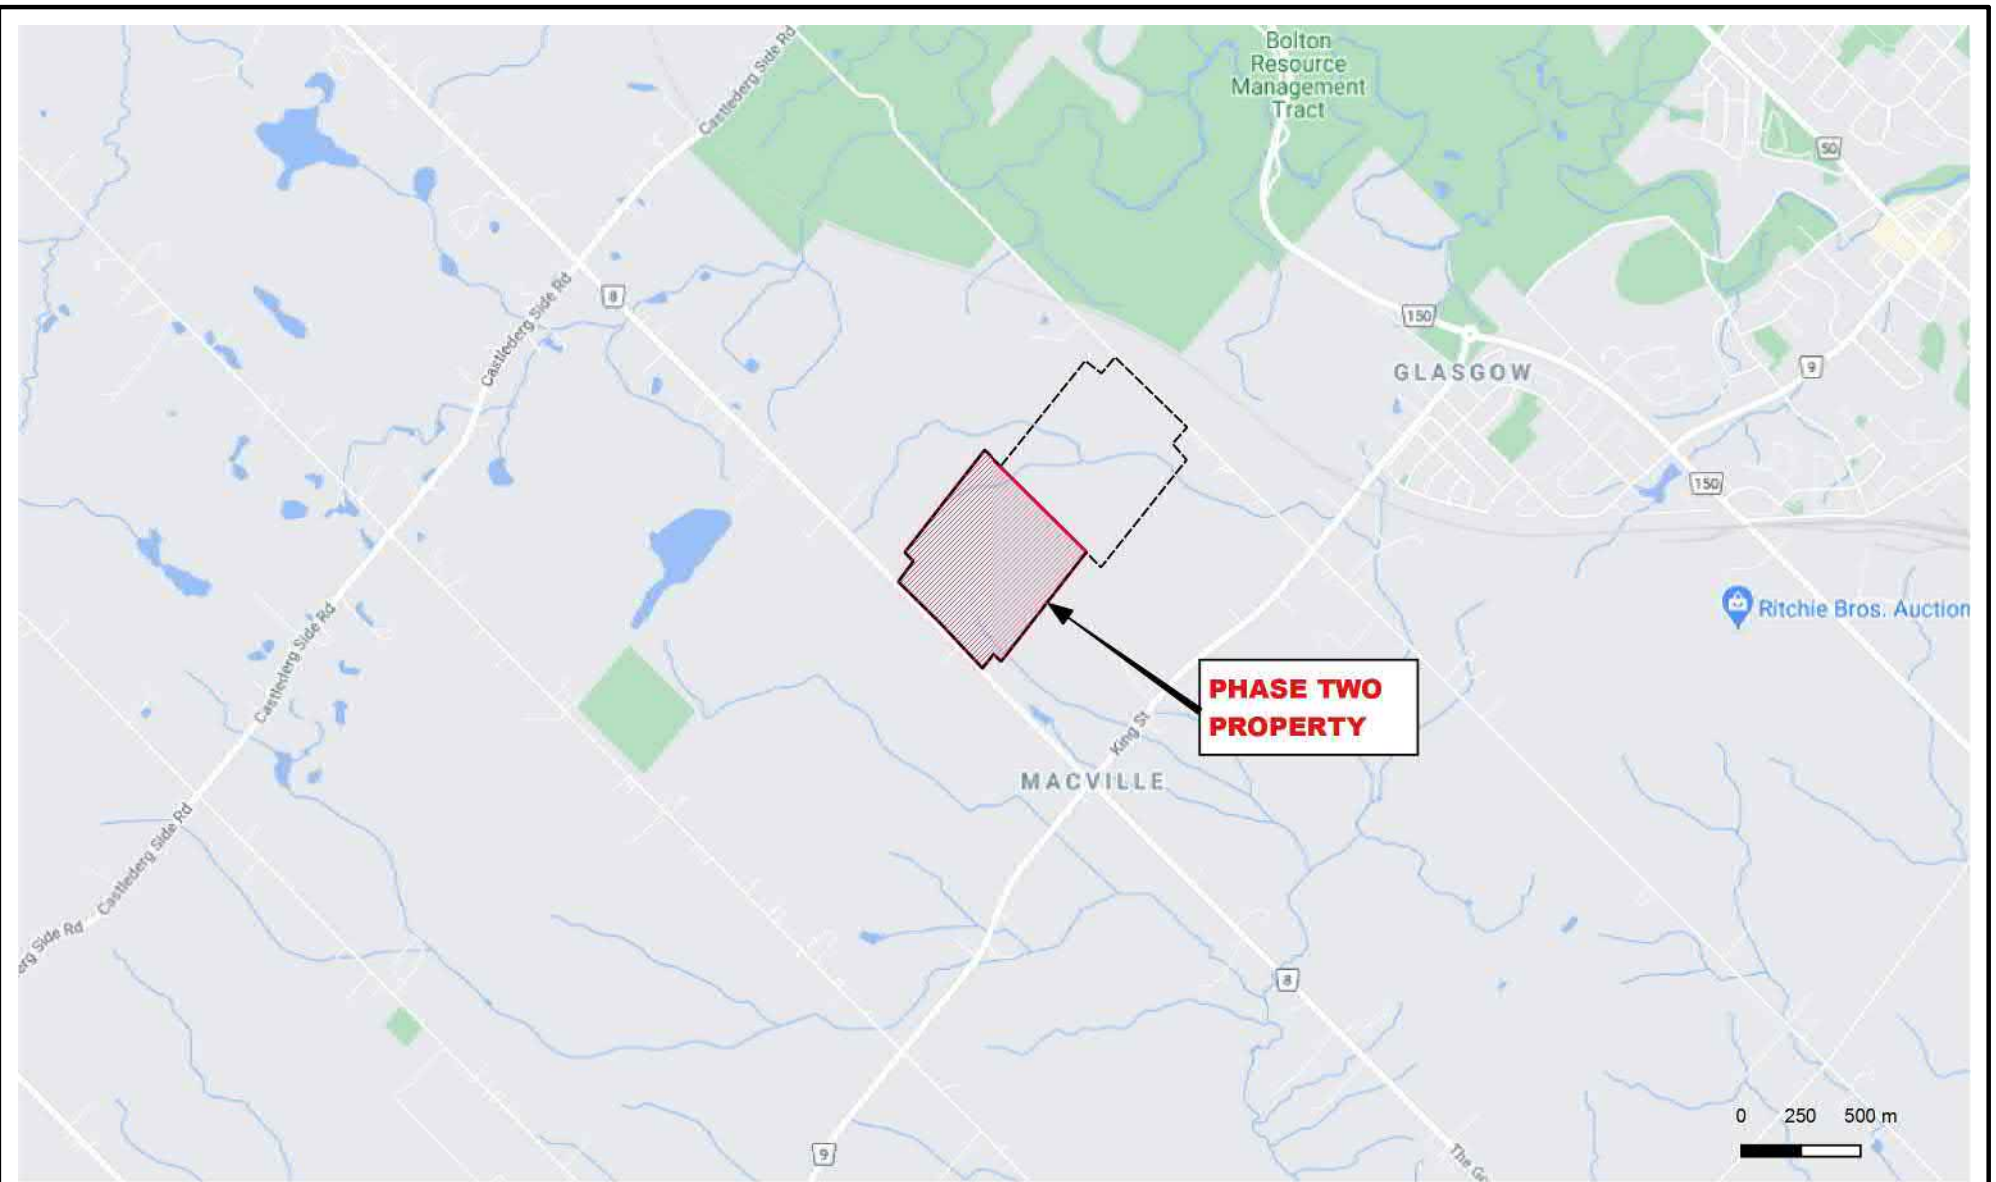 Castlederg Side Rd
Bolton
Resource
Management
Tract
50
8
Castlederg Side Rd
150
GLASGOW
9
150
Ritchie Bros. Auction
Castlederg Side Rd
PHASE TWO
PROPERTY
King St
MACVILLE
Castlederg Side Rd
erg Side Rd
8
0 250 500 m
9
The Go